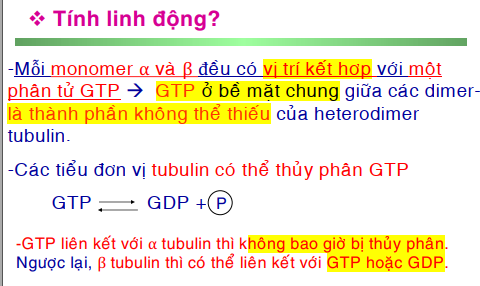 ❖ Tính linh động?
-Mỗi monomer α và β đều có vị trí kết hơp với một
phân tử GTP → GTP ở bề mặt chung giữa các dimer-
là thành phần không thể thiếu của heterodimer
tubulin.
-Các tiểu đơn vị tubulin có thể thủy phân GTP
GTP ⇌ GDP + P
-GTP liên kết với α tubulin thì không bao giờ bị thủy phân.
Ngược lại, β tubulin thì có thể liên kết với GTP hoặc GDP.